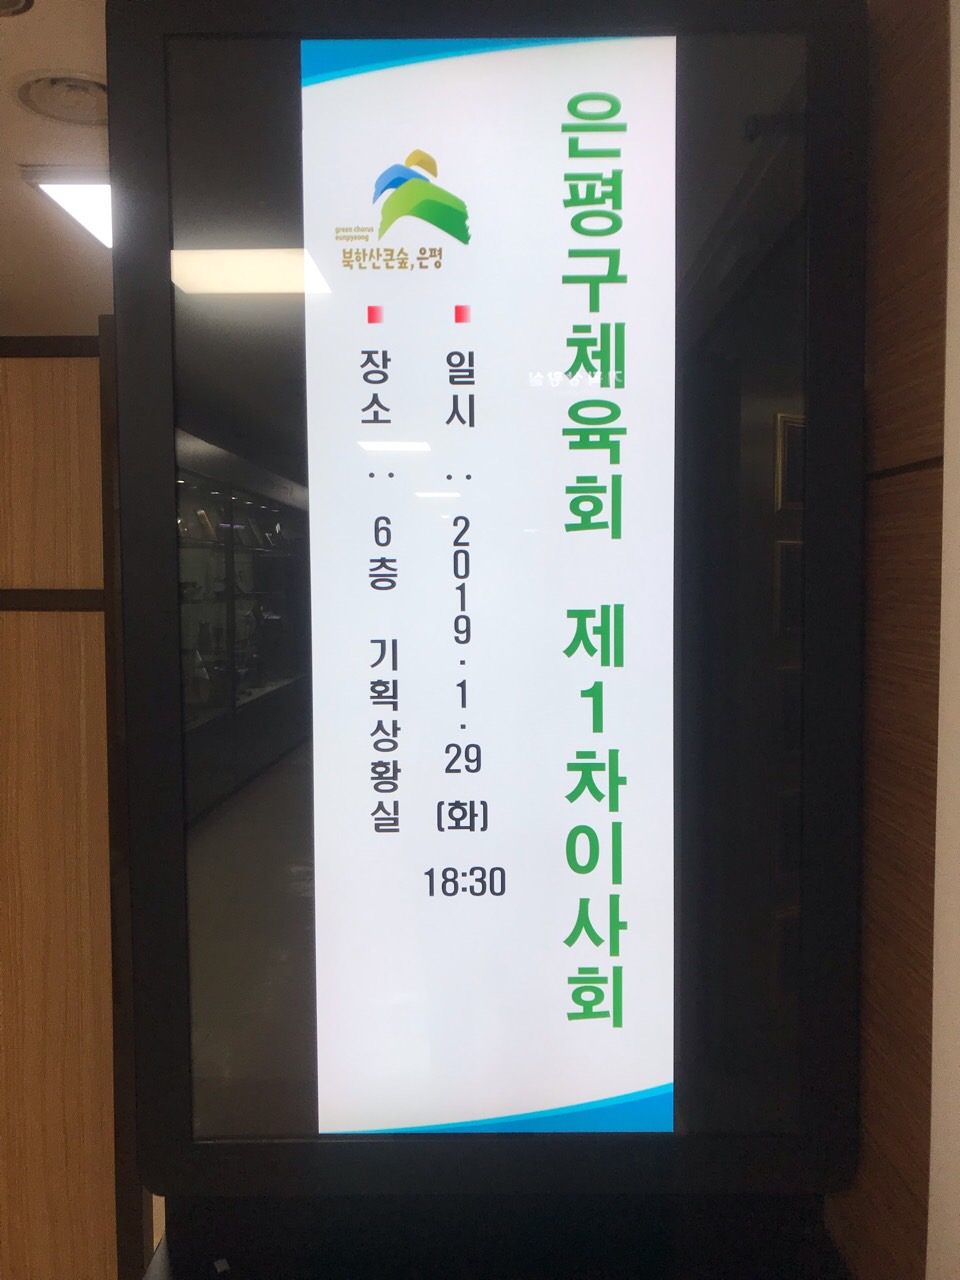 은평구체육회 제1차이사회
green chorus
eunpyeong
북한산큰숲, 은평
일시 : 2019. 1. 29 (화) 18:30
장소 : 6층 기획상황실